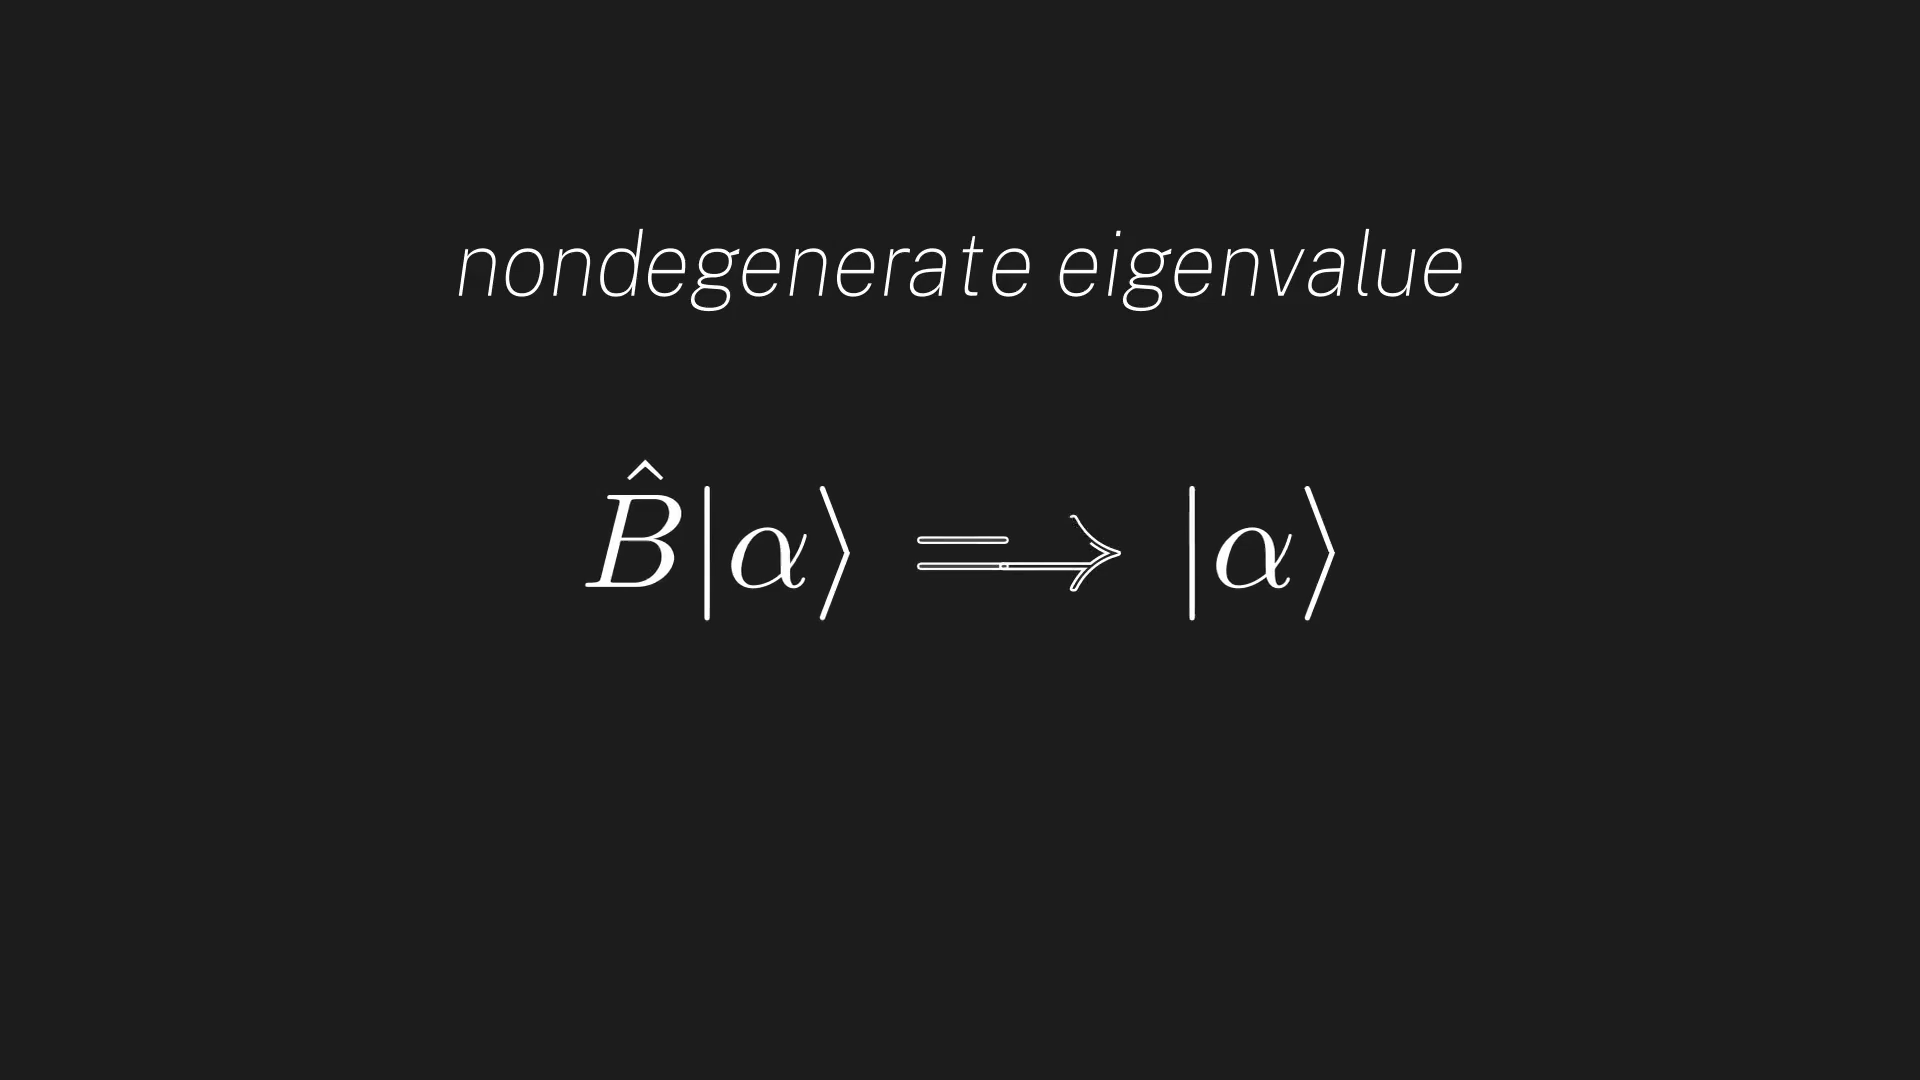 nondegenerate eigenvalue
B̂|α⟩ ⟹ |α⟩